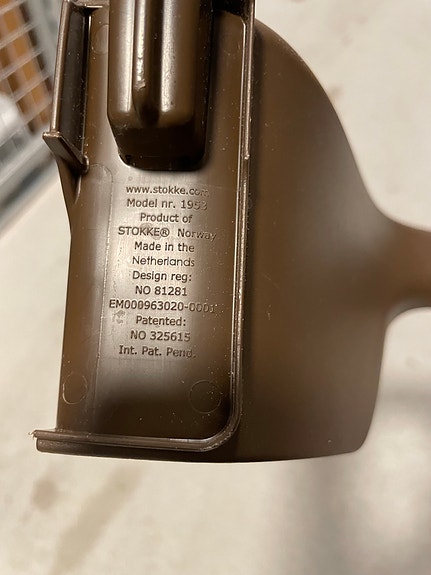 www.stokke.com
Model nr. 1953
Product of
STOKKE® Norway
Made in the
Netherlands
Design reg:
NO 81281
EM000963020-0001
Patented:
NO 325615
Int. Pat. Pend.